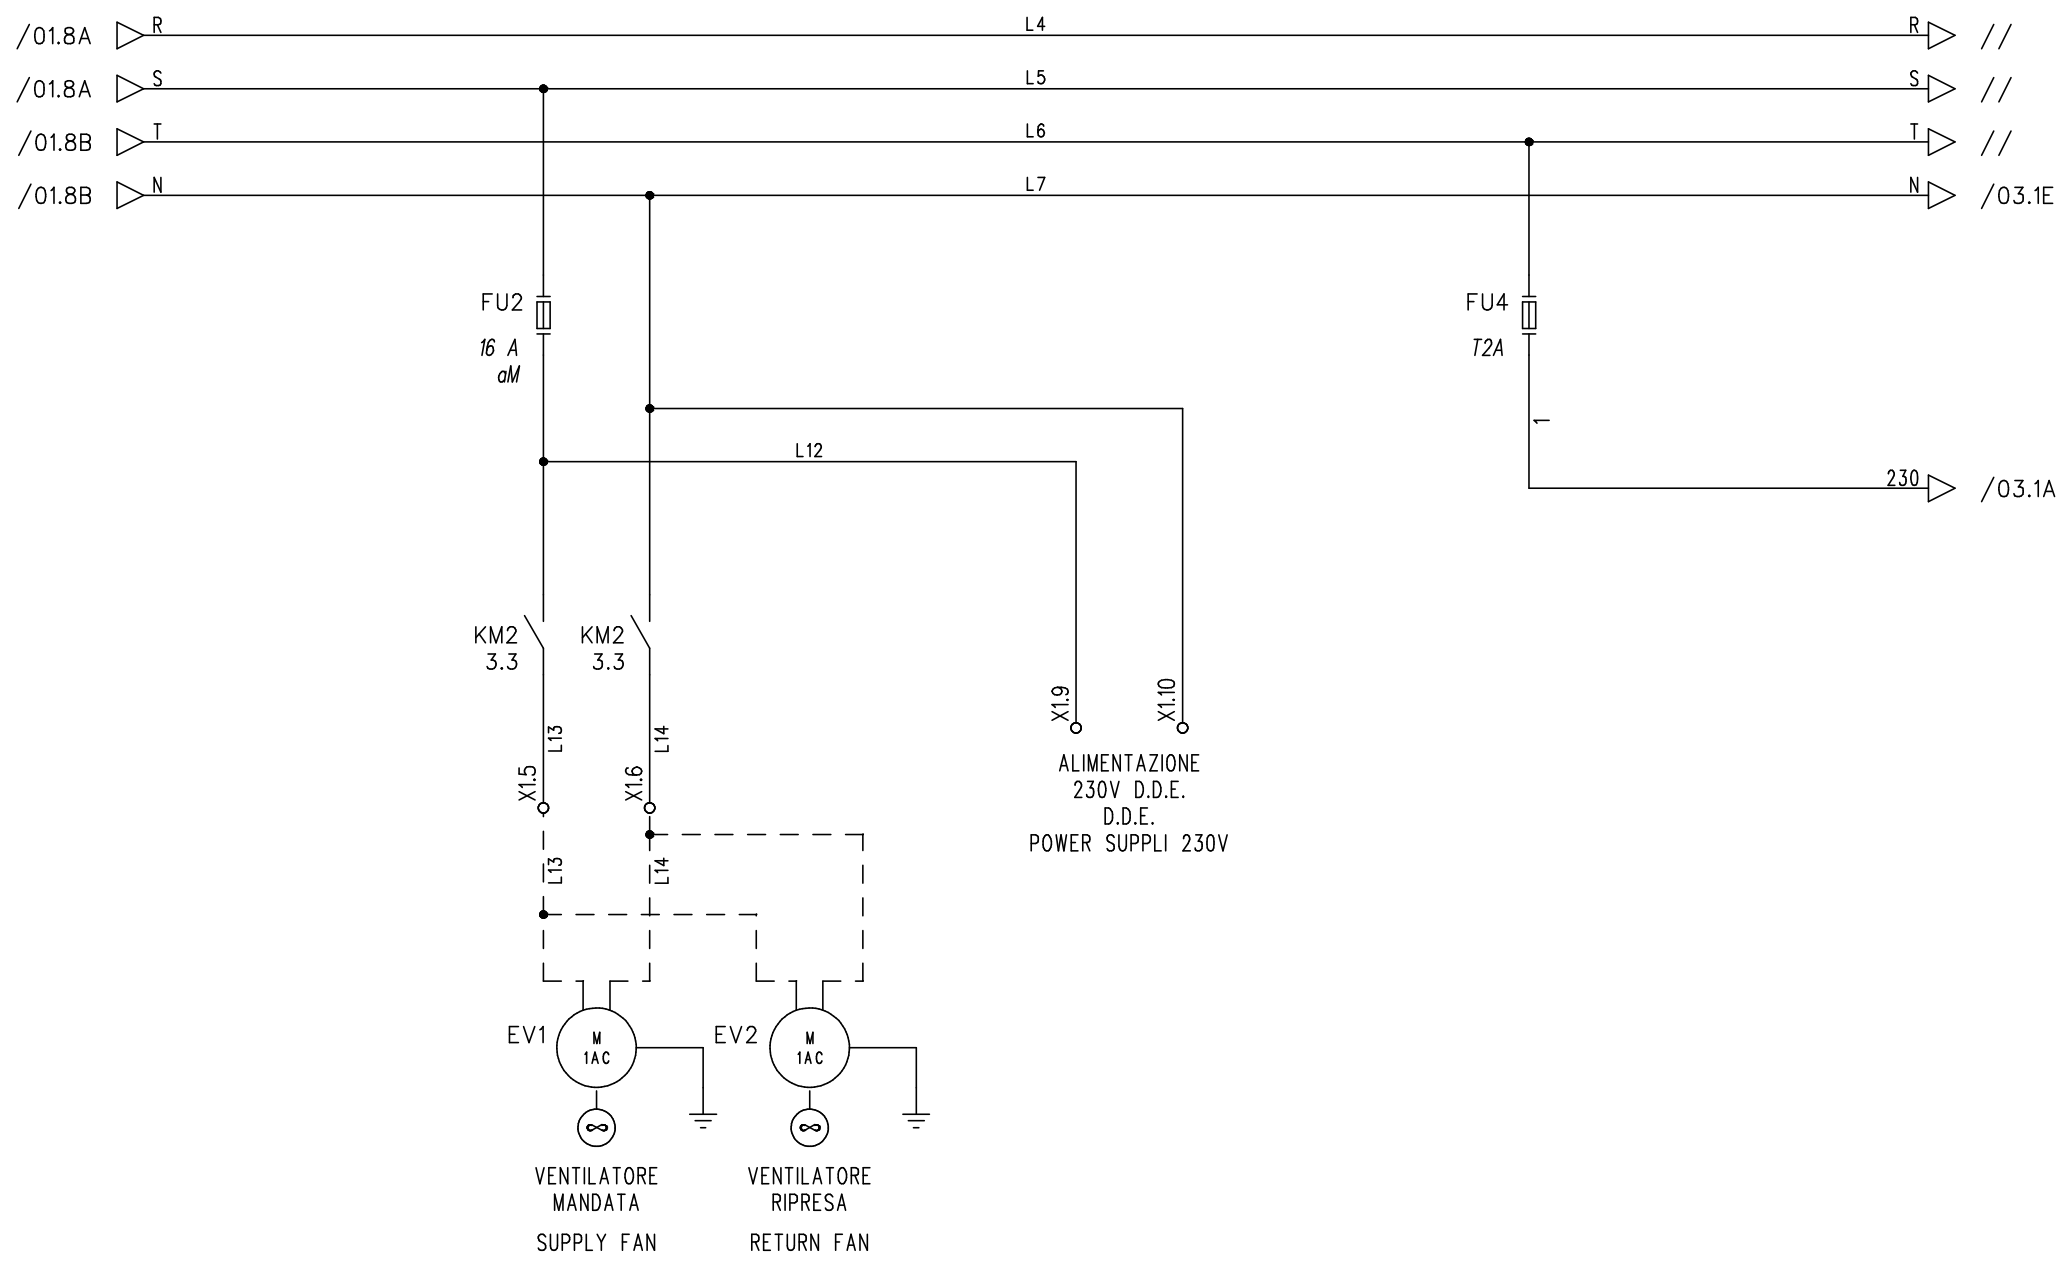 /01.8A R L4 R //
/01.8A S L5 S //
/01.8B T L6 T //
/01.8B N L7 N /03.1E
FU2
16 A
aM
FU4
T2A
1
L12
230 /03.1A
KM2
3.3
KM2
3.3
L13
L14
X1.5
X1.6
X1.9
X1.10
ALIMENTAZIONE
230V D.D.E.
D.D.E.
POWER SUPPLI 230V
L13
L14
EV1
M
1AC
EV2
M
1AC
VENTILATORE
MANDATA
SUPPLY FAN
VENTILATORE
RIPRESA
RETURN FAN